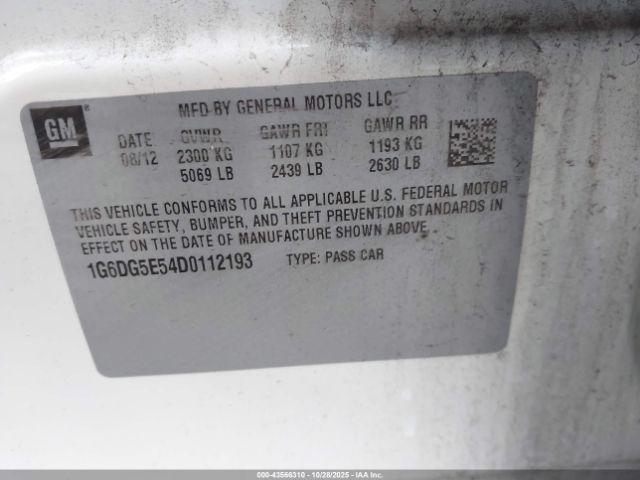 GM
®
MFD BY GENERAL MOTORS LLC
DATE GVWR GAWR FRT GAWR RR
08/12 2300 KG 1107 KG 1193 KG
5069 LB 2439 LB 2630 LB
THIS VEHICLE CONFORMS TO ALL APPLICABLE U.S. FEDERAL MOTOR
VEHICLE SAFETY, BUMPER, AND THEFT PREVENTION STANDARDS IN
EFFECT ON THE DATE OF MANUFACTURE SHOWN ABOVE.
1G6DG5E54D0112193 TYPE: PASS CAR
000-43566310 - 10/28/2025 - IAAI.COM